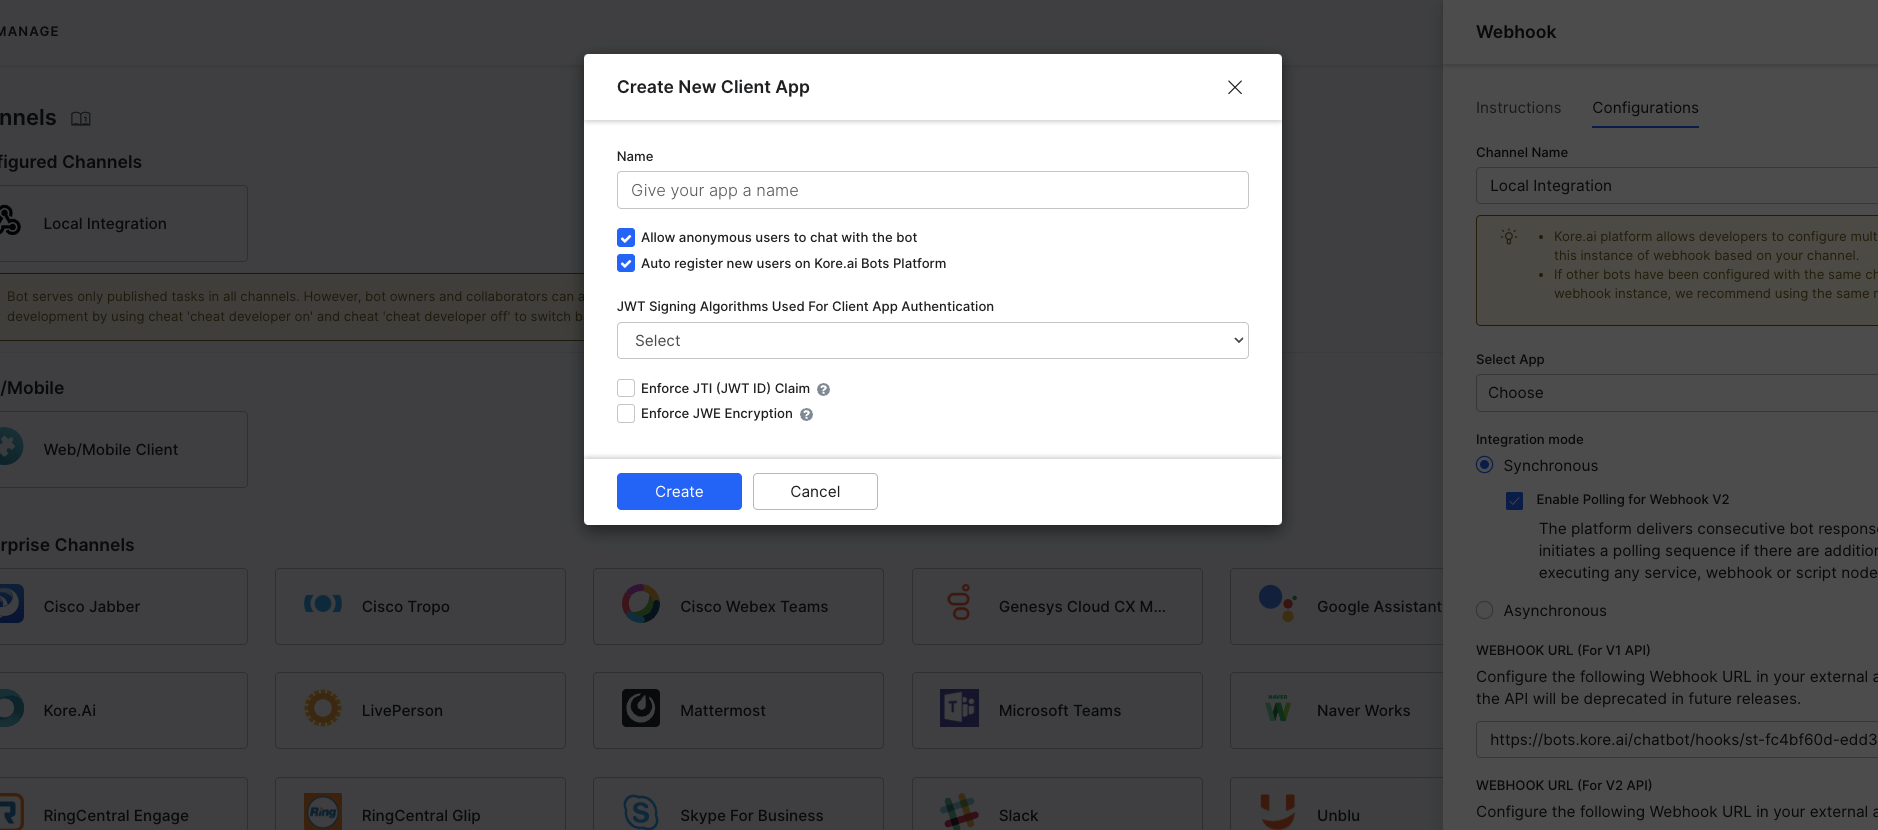 MANAGE
nnels
figured Channels
Local Integration
Bot serves only published tasks in all channels. However, bot owners and collaborators can a
development by using cheat 'cheat developer on' and cheat 'cheat developer off' to switch b
/Mobile
Web/Mobile Client
rprise Channels
Cisco Jabber
Cisco Tropo
Cisco Webex Teams
Genesys Cloud CX M...
Google Assistant
Kore.Ai
LivePerson
Mattermost
Microsoft Teams
NAVER
Naver Works
RingCentral Engage
Ring
RingCentral Glip
Skype For Business
Slack
Unblu
Create New Client App
Name
Give your app a name
Allow anonymous users to chat with the bot
Auto register new users on Kore.ai Bots Platform
JWT Signing Algorithms Used For Client App Authentication
Select
Enforce JTI (JWT ID) Claim ?
Enforce JWE Encryption ?
Create
Cancel
Webhook
Instructions
Configurations
Channel Name
Local Integration
• Kore.ai platform allows developers to configure mult
this instance of webhook based on your channel.
• If other bots have been configured with the same ch
webhook instance, we recommend using the same
Select App
Choose
Integration mode
Synchronous
Enable Polling for Webhook V2
The platform delivers consecutive bot response
initiates a polling sequence if there are addition
executing any service, webhook or script node
Asynchronous
WEBHOOK URL (For V1 API)
Configure the following Webhook URL in your external a
the API will be deprecated in future releases.
https://bots.kore.ai/chatbot/hooks/st-fc4bf60d-edd3
WEBHOOK URL (For V2 API)
Configure the following Webhook URL in your external a